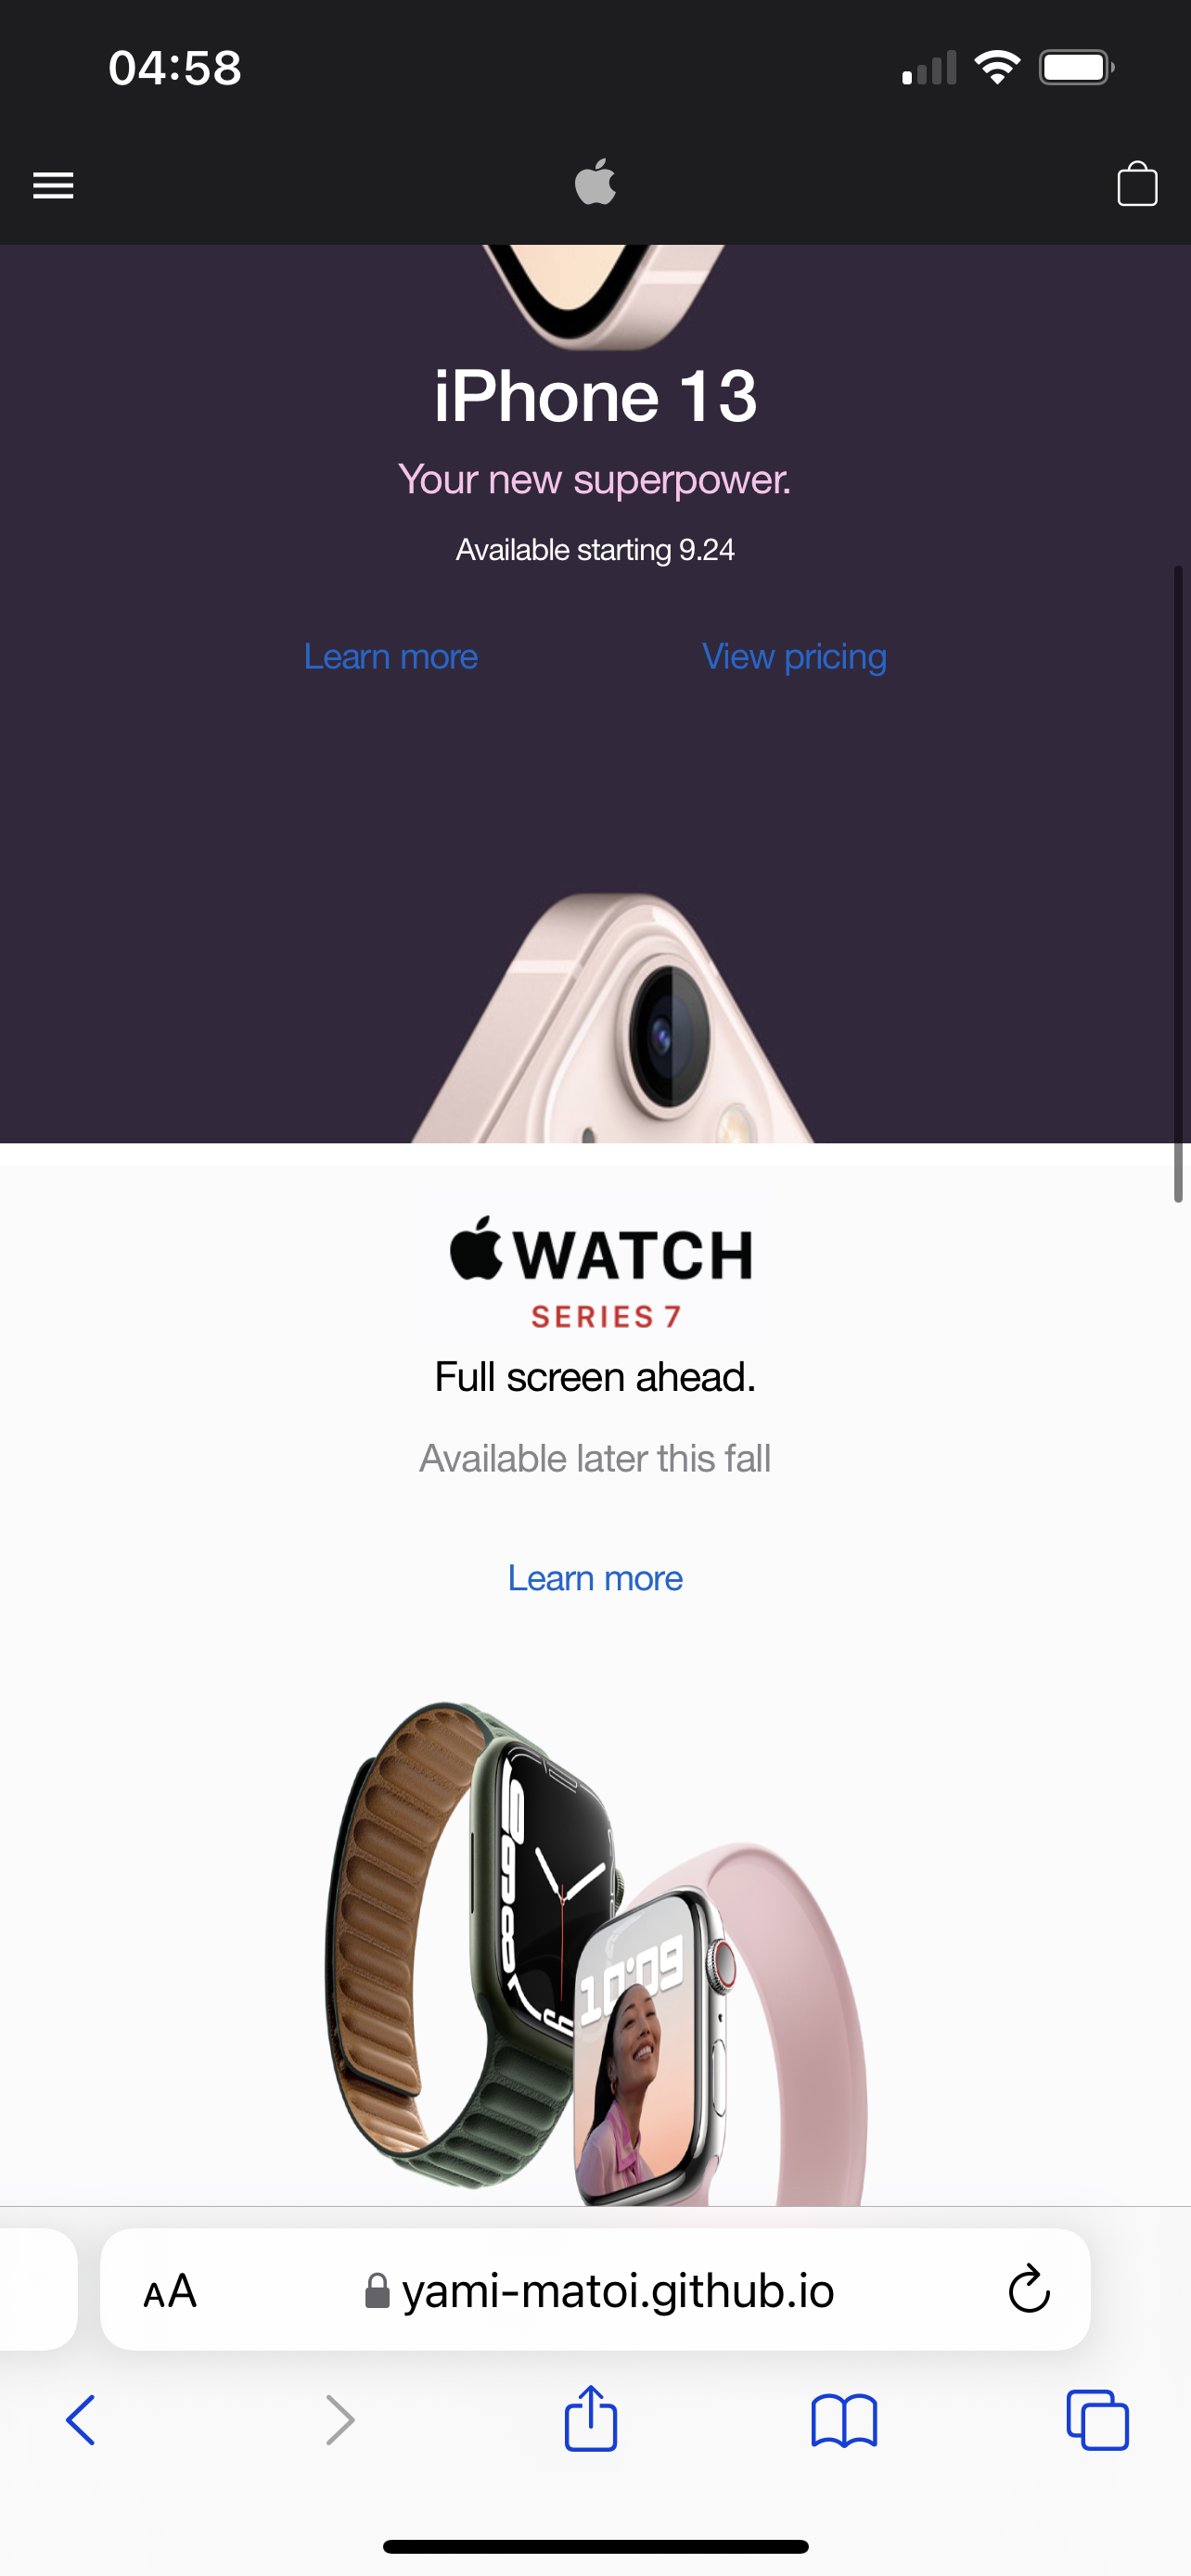 04:58
iPhone 13
Your new superpower.
Available starting 9.24
Learn more View pricing
WATCH
SERIES 7
Full screen ahead.
Available later this fall
Learn more
10:09
AA yami-matoi.github.io